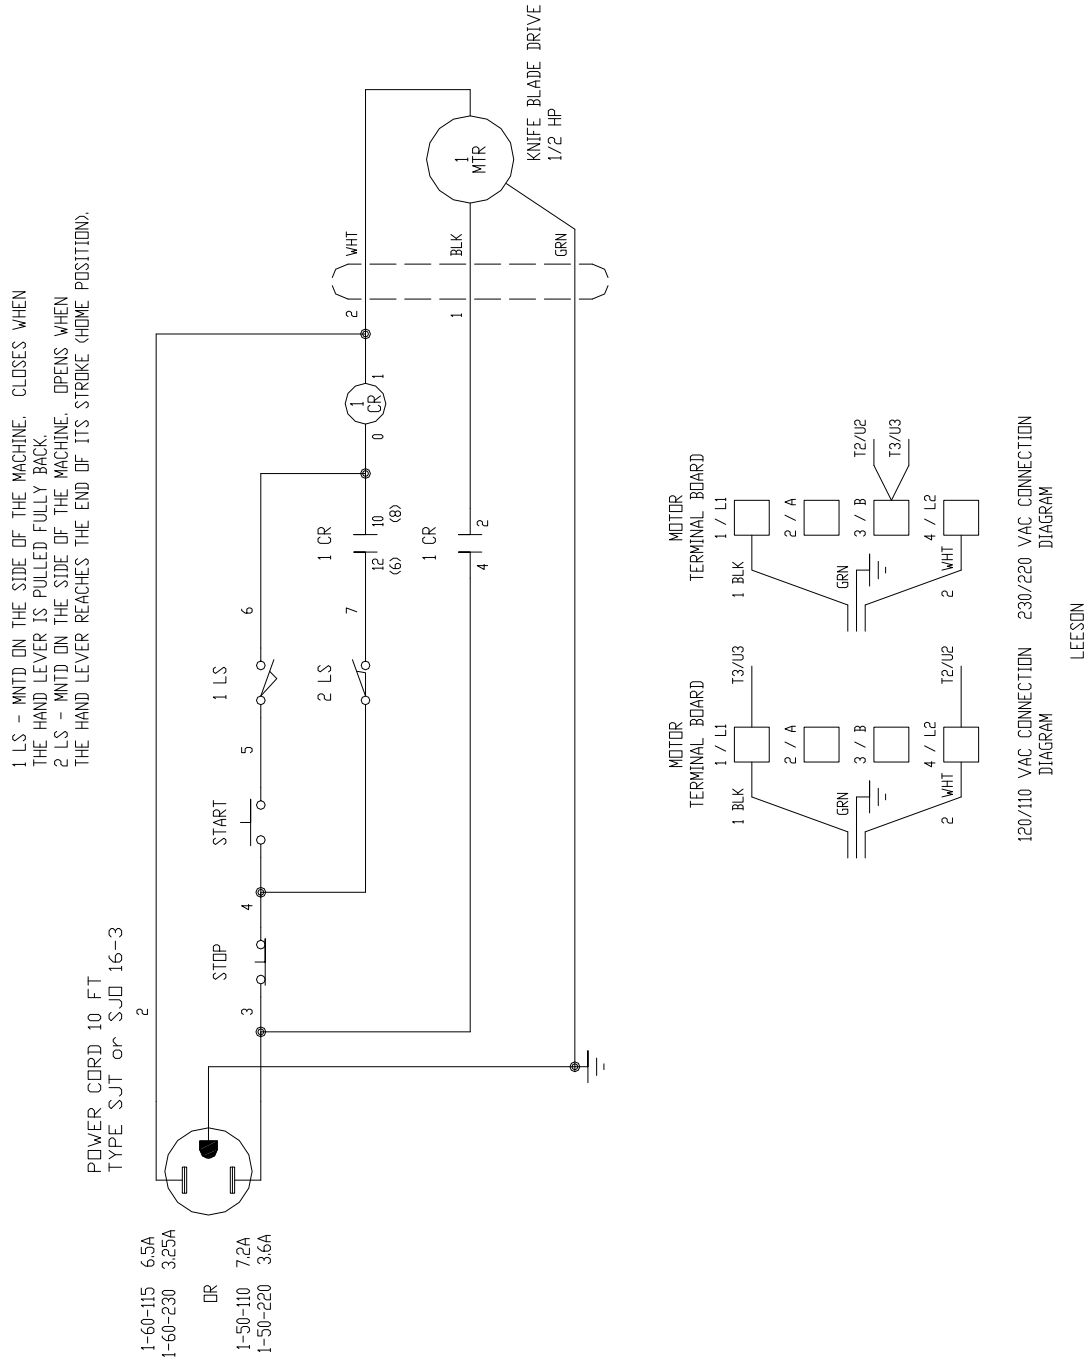 1 LS - MNTD ON THE SIDE OF THE MACHINE. CLOSES WHEN
THE HAND LEVER IS PULLED FULLY BACK.
2 LS - MNTD ON THE SIDE OF THE MACHINE. OPENS WHEN
THE HAND LEVER REACHES THE END OF ITS STROKE (HOME POSITION).
POWER CORD 10 FT
TYPE SJT or SJO 16-3
1-60-115 6.5A
1-60-230 3.25A
OR
1-50-110 7.2A
1-50-220 3.6A
2
3
STOP
4
START
5
1 LS
6
2 LS
7
1 CR
12
(6)
10
(8)
0
1
CR
1
2
WHT
1 CR
4
2
1
BLK
1
MTR
GRN
KNIFE BLADE DRIVE
1/2 HP
MOTOR
TERMINAL BOARD
1 BLK
1 / L1
T3/U3
2 / A
GRN
3 / B
2
WHT
4 / L2
T2/U2
120/110 VAC CONNECTION
DIAGRAM
MOTOR
TERMINAL BOARD
1 BLK
1 / L1
2 / A
GRN
3 / B
T2/U2
T3/U3
2
WHT
4 / L2
230/220 VAC CONNECTION
DIAGRAM
LEESON